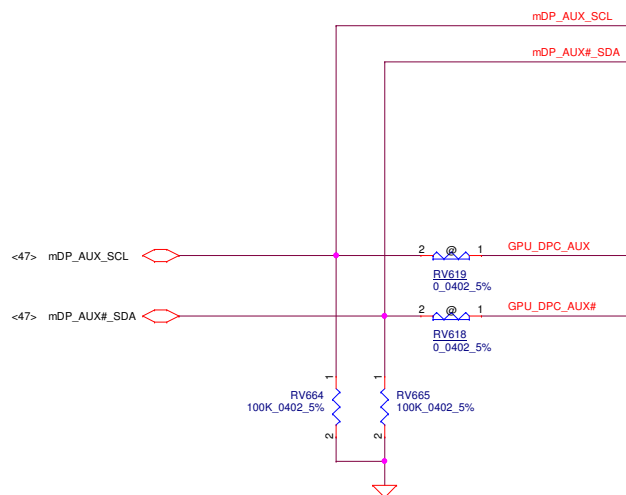 mDP_AUX_SCL
mDP_AUX#_SDA
<47> mDP_AUX_SCL
2 @ 1 GPU_DPC_AUX
RV619
0_0402_5%
<47> mDP_AUX#_SDA
2 @ 1 GPU_DPC_AUX#
RV618
0_0402_5%
1 1
RV664 RV665
100K_0402_5% 100K_0402_5%
2 2